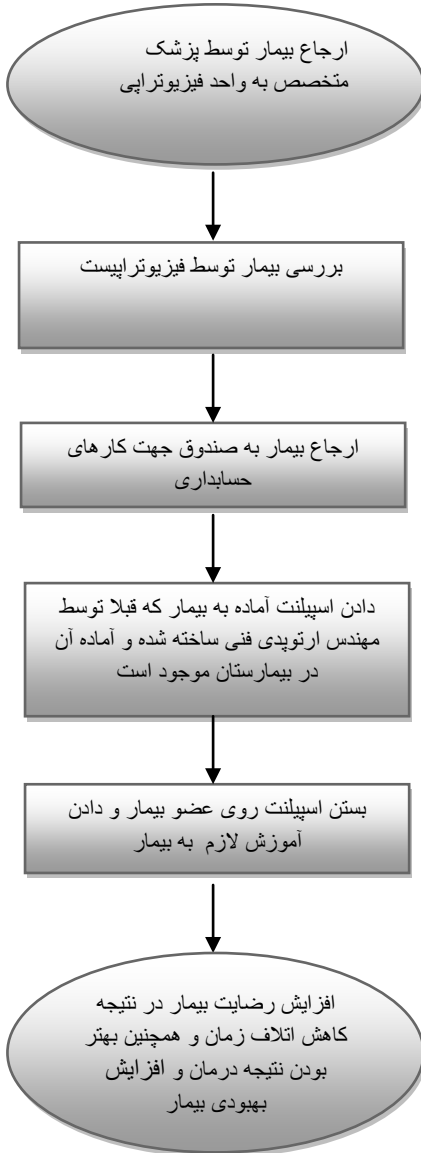 ارجاع بیمار توسط پزشک
متخصص به واحد فیزیوتراپی
بررسی بیمار توسط فیزیوتراپیست
ارجاع بیمار به صندوق جهت کارهای
حسابداری
دادن اسپیلنت آماده به بیمار که قبلا توسط
مهندس ارتوپدی فنی ساخته شده و آماده آن
در بیمارستان موجود است
بستن اسپیلنت روی عضو بیمار و دادن
آموزش لازم به بیمار
افزایش رضایت بیمار در نتیجه
کاهش اتلاف زمان و همچنین بهتر
بودن نتیجه درمان و افزایش
بهبودی بیمار